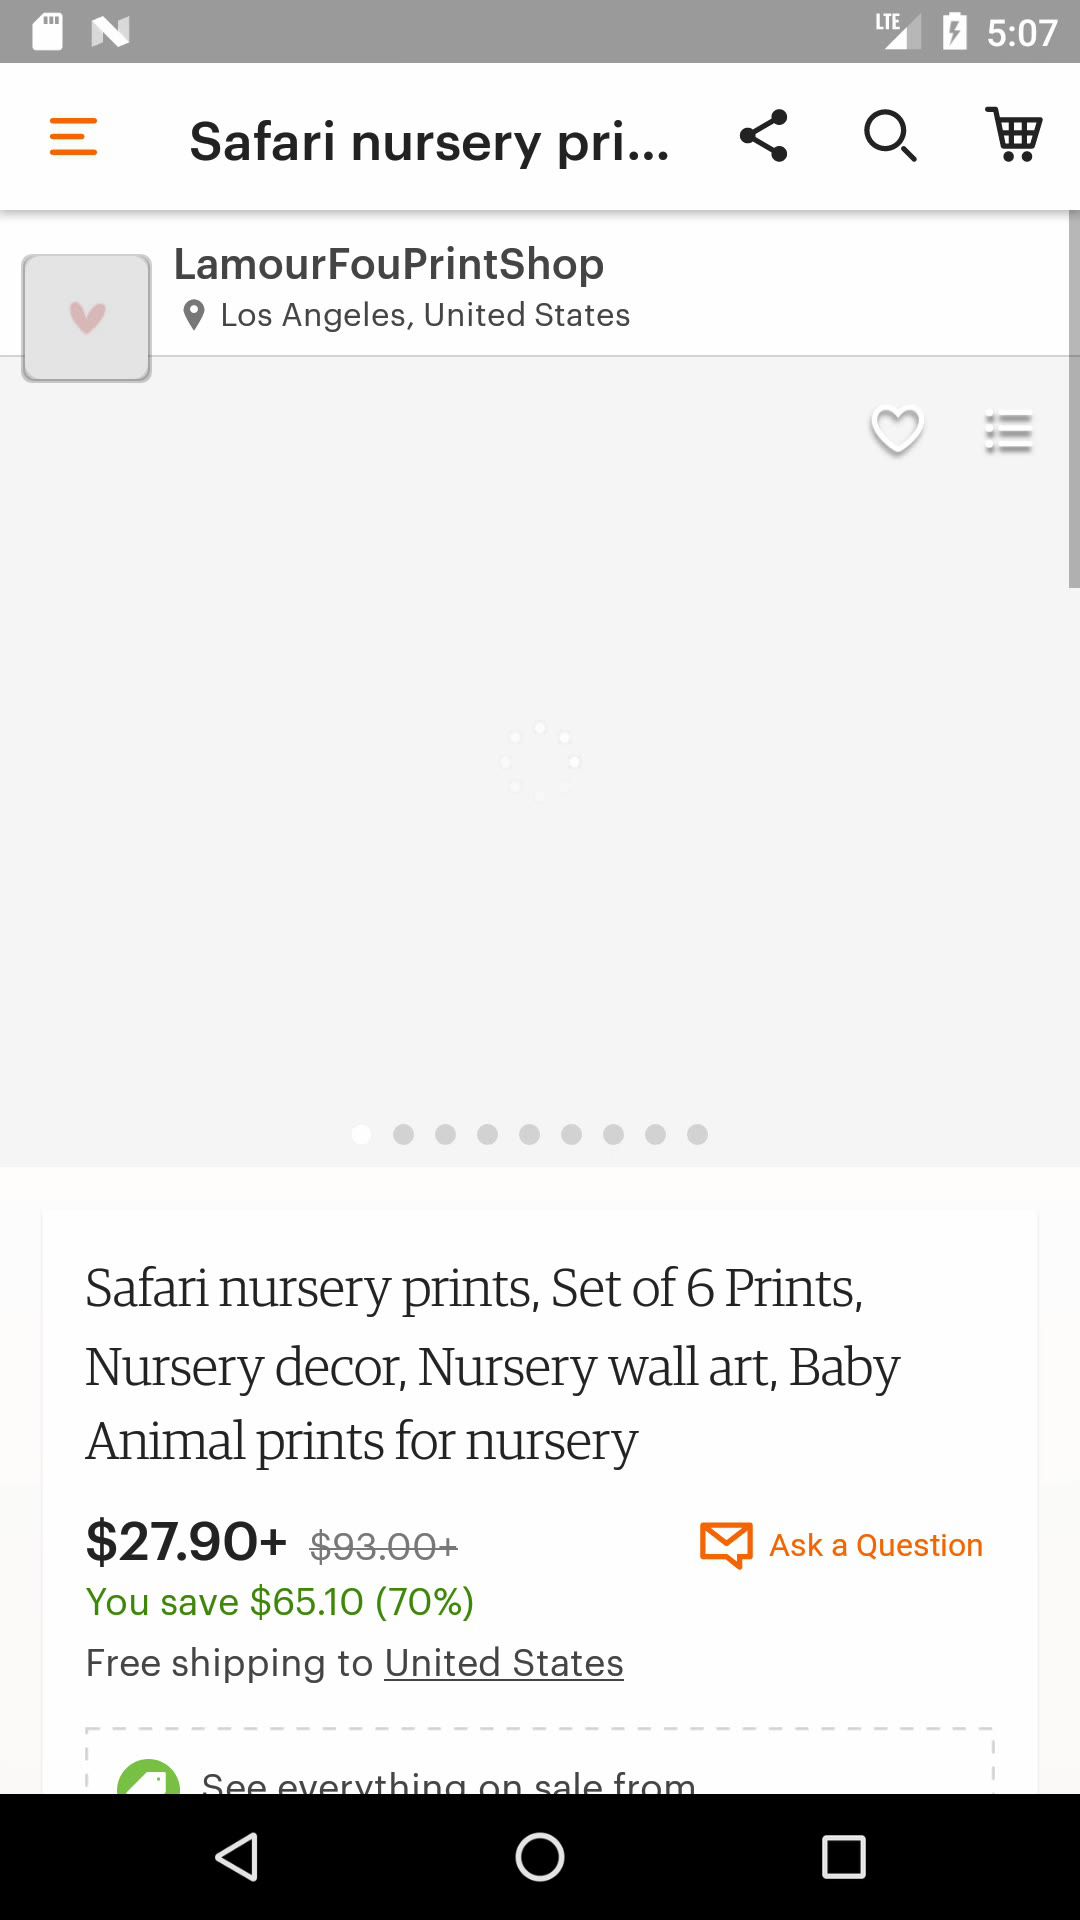 LTE 5:07
Safari nursery pri...
LamourFouPrintShop
Los Angeles, United States
Safari nursery prints, Set of 6 Prints,
Nursery decor, Nursery wall art, Baby
Animal prints for nursery
$27.90+ $93.00+
Ask a Question
You save $65.10 (70%)
Free shipping to United States
See everything on sale from